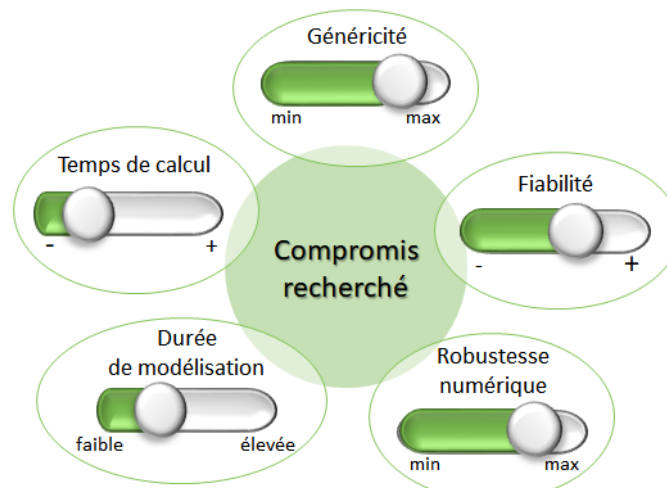 Généricité
min max
Temps de calcul
- +
Fiabilité
- +
Compromis
recherché
Durée
de modélisation
faible élevée
Robustesse
numérique
min max